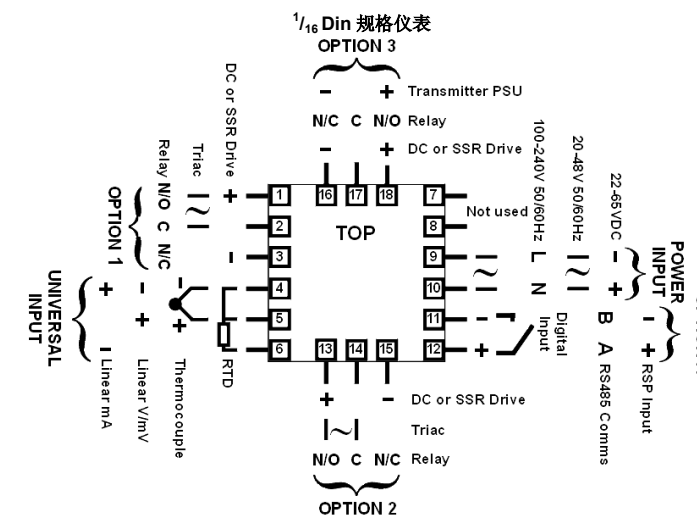 1/16 Din 规格仪表
OPTION 3
- + Transmitter PSU
N/C C N/O Relay
- + DC or SSR Drive
16 17 18
TOP
1
2
3
4
5
6
7
8
9
10
11
12
13 14 15
DC or SSR Drive
+ -
Triac
Relay N/O C N/C
OPTION 1
UNIVERSAL
INPUT
+ - Linear mA
- + Linear V/mV
- + Thermocouple
RTD
Not used
100-240V 50/60Hz
L N
20-48V 50/60Hz
22-65VDC
- +
POWER
INPUT
- +
Digital
Input
B A RS485 Comms
- + RSP Input
+ - DC or SSR Drive
Triac
N/O C N/C Relay
OPTION 2